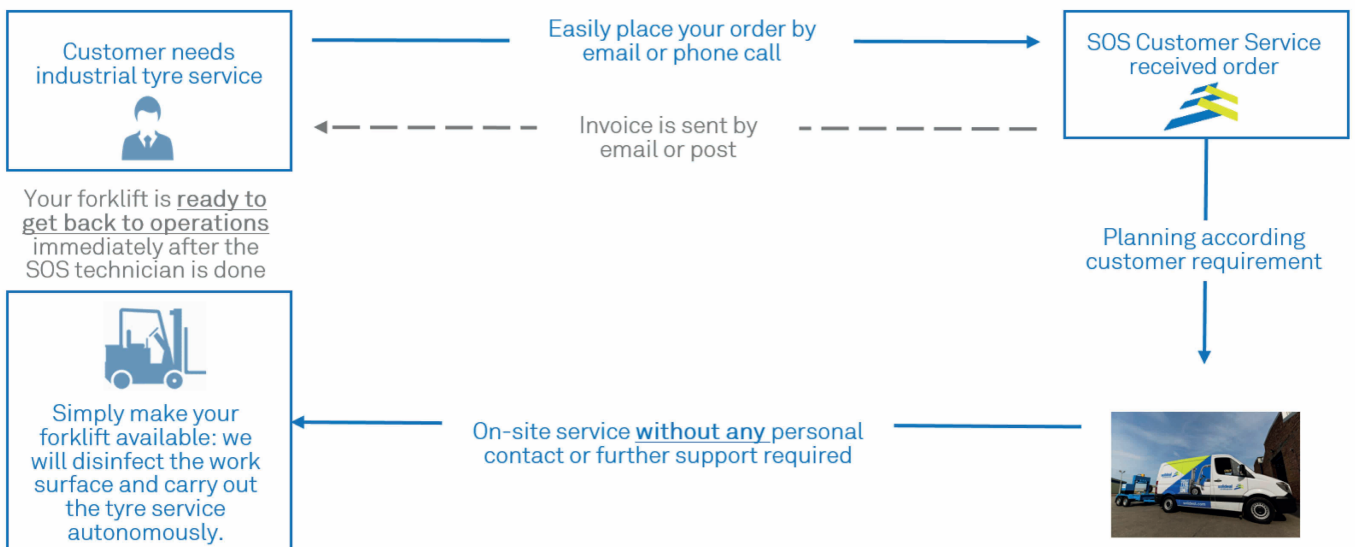 Customer needs
industrial tyre service
Easily place your order by
email or phone call
SOS Customer Service
received order
Invoice is sent by
email or post
Your forklift is ready to
get back to operations
immediately after the
SOS technician is done
Planning according
customer requirement
Simply make your
forklift available: we
will disinfect the work
surface and carry out
the tyre service
autonomously.
On-site service without any personal
contact or further support required